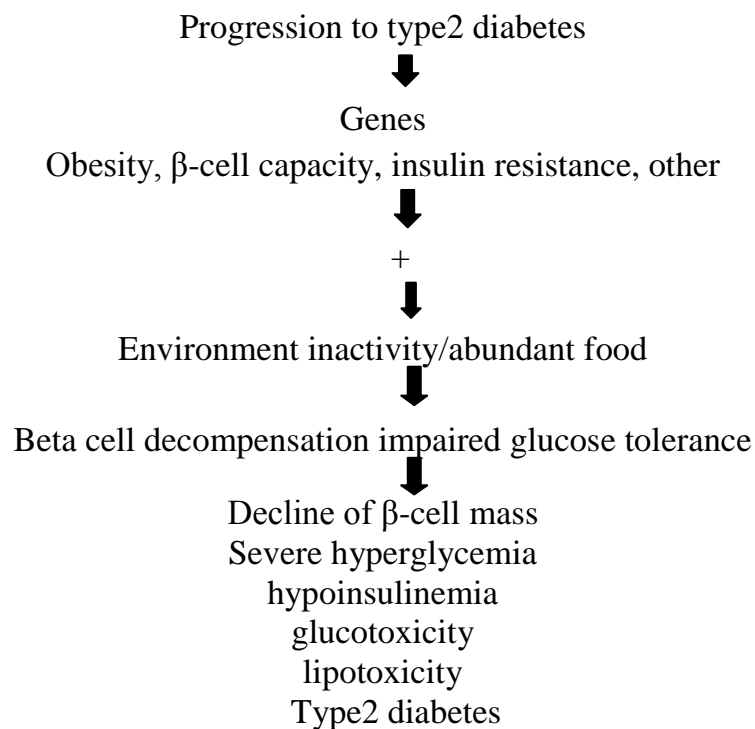 Progression to type2 diabetes
Genes
Obesity, β-cell capacity, insulin resistance, other
+
Environment inactivity/abundant food
Beta cell decompensation impaired glucose tolerance
Decline of β-cell mass
Severe hyperglycemia
hypoinsulinemia
glucotoxicity
lipotoxicity
Type2 diabetes